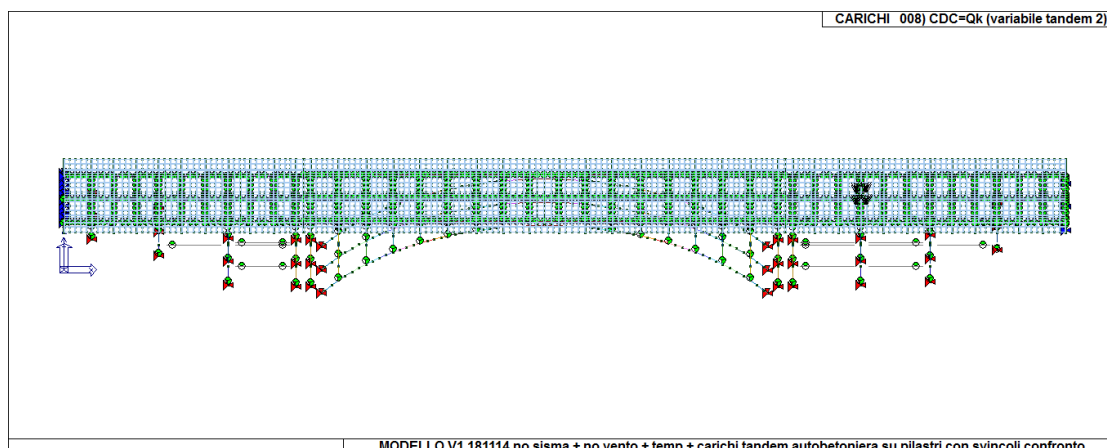 CARICHI 008) CDC=Qk (variabile tandem 2)
MODELLO V1 181114 no sisma + no vento + temp + carichi tandem autobetoniera su pilastri con svincoli confronto